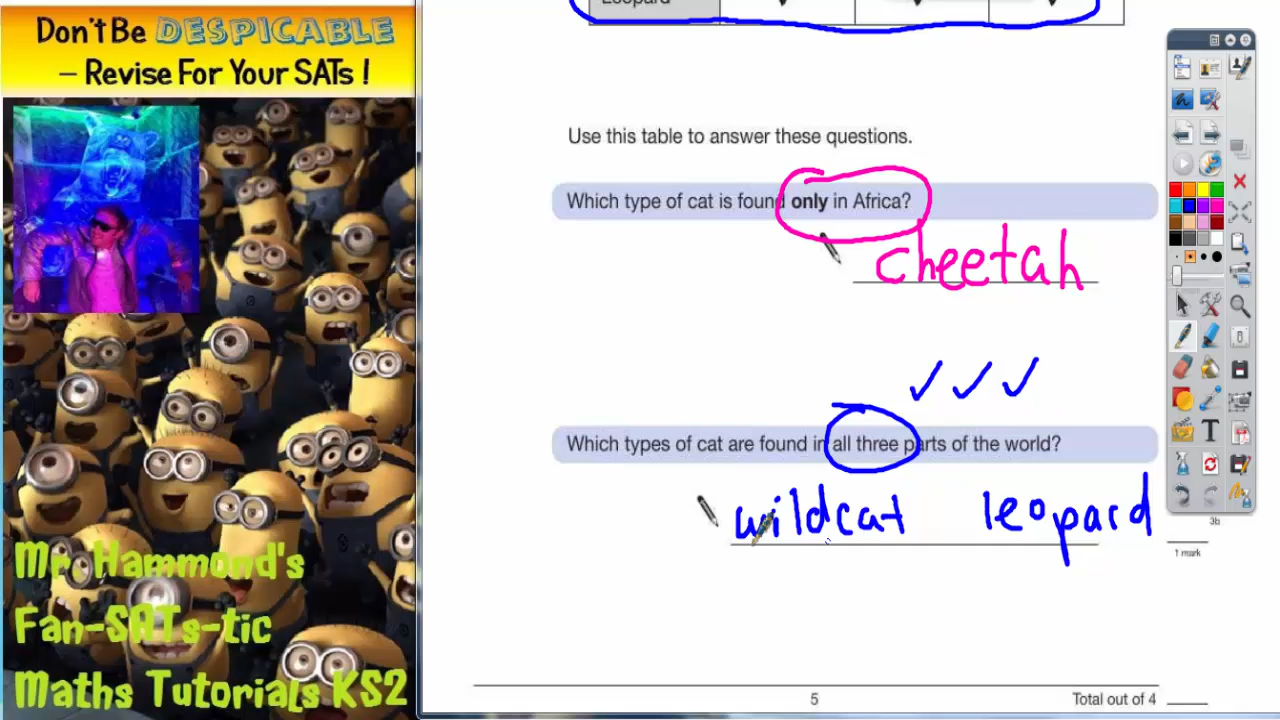 Don't Be DESPICABLE
– Revise For Your SATs !
Mr. Hammond's
Fan-SATs-tic
Maths Tutorials KS2
Leopard
Use this table to answer these questions.
Which type of cat is found only in Africa?
cheetah
Which types of cat are found in all three parts of the world?
wildcat leopard
3b
1 mark
5
Total out of 4